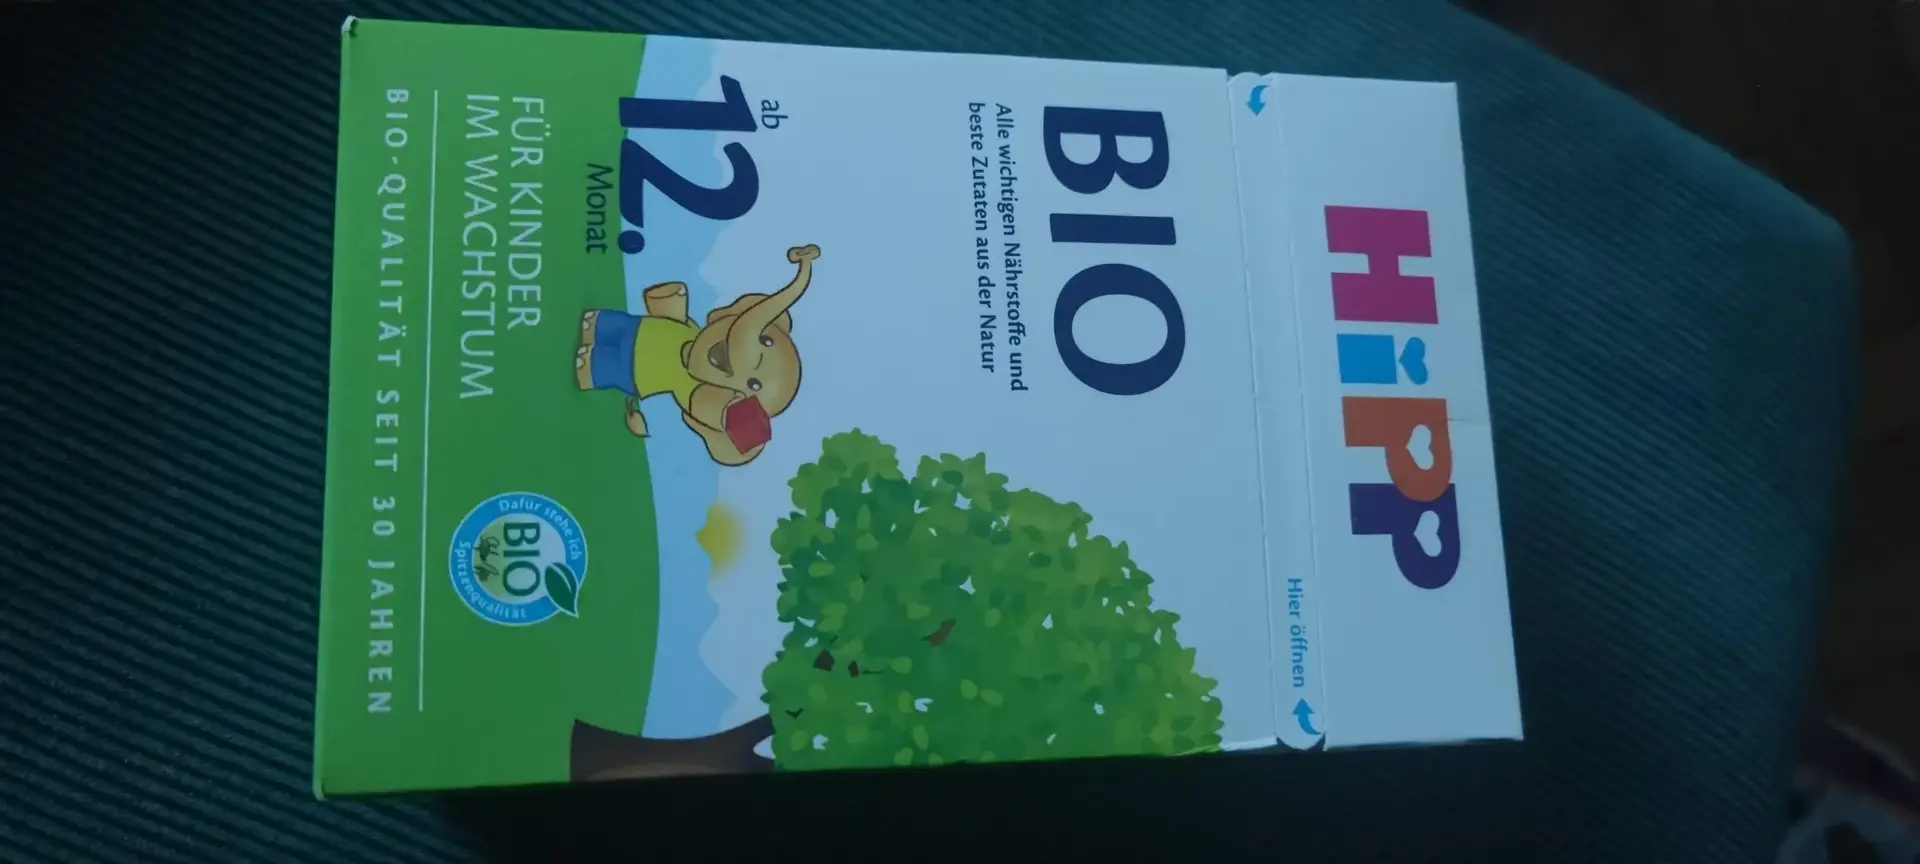 HiPP
Hier öffnen
BIO
Alle wichtigen Nährstoffe und
beste Zutaten aus der Natur
ab
12.
Monat
FÜR KINDER
IM WACHSTUM
Dafür stehe ich
BIO
Spitzenqualität
BIO-QUALITÄT SEIT 30 JAHREN